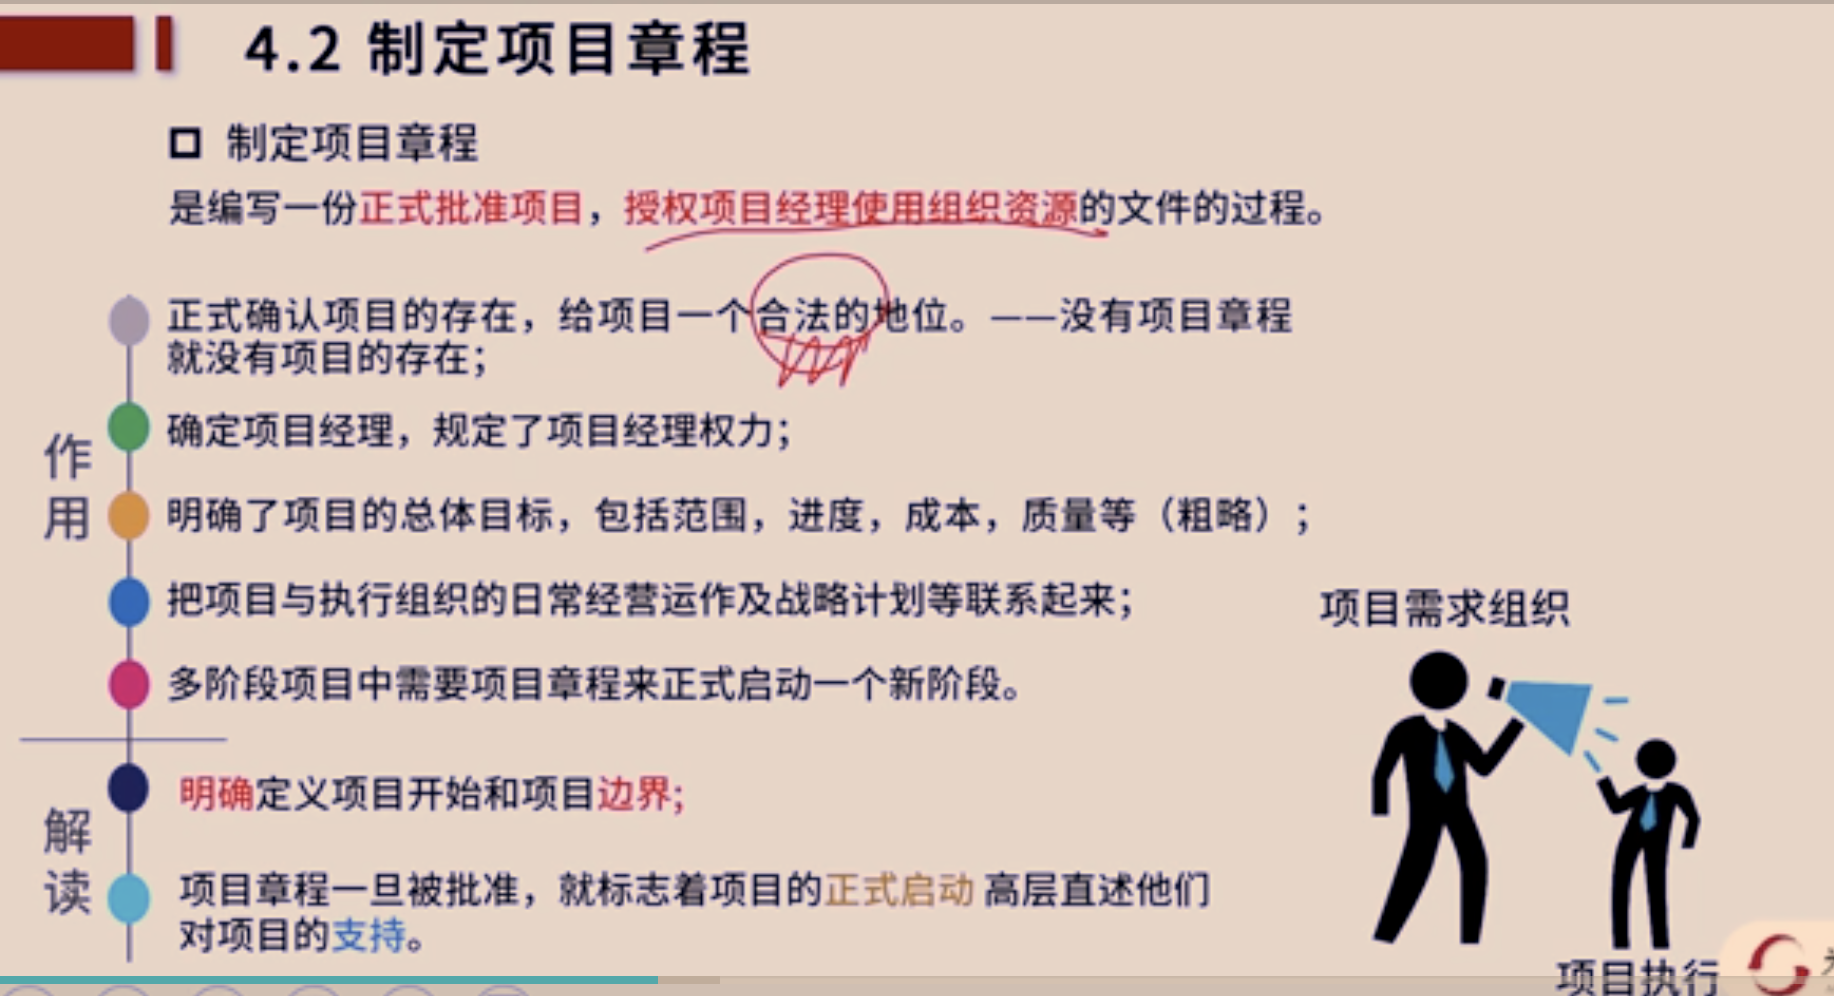 4.2 制定项目章程
制定项目章程
是编写一份正式批准项目，授权项目经理使用组织资源的文件的过程。
作用
正式确认项目的存在，给项目一个合法的地位。——没有项目章程
就没有项目的存在；
确定项目经理，规定了项目经理权力；
明确了项目的总体目标，包括范围，进度，成本，质量等（粗略）；
把项目与执行组织的日常经营运作及战略计划等联系起来；
多阶段项目中需要项目章程来正式启动一个新阶段。
解读
明确定义项目开始和项目边界;
项目章程一旦被批准，就标志着项目的正式启动 高层直述他们
对项目的支持。
项目需求组织
项目执行